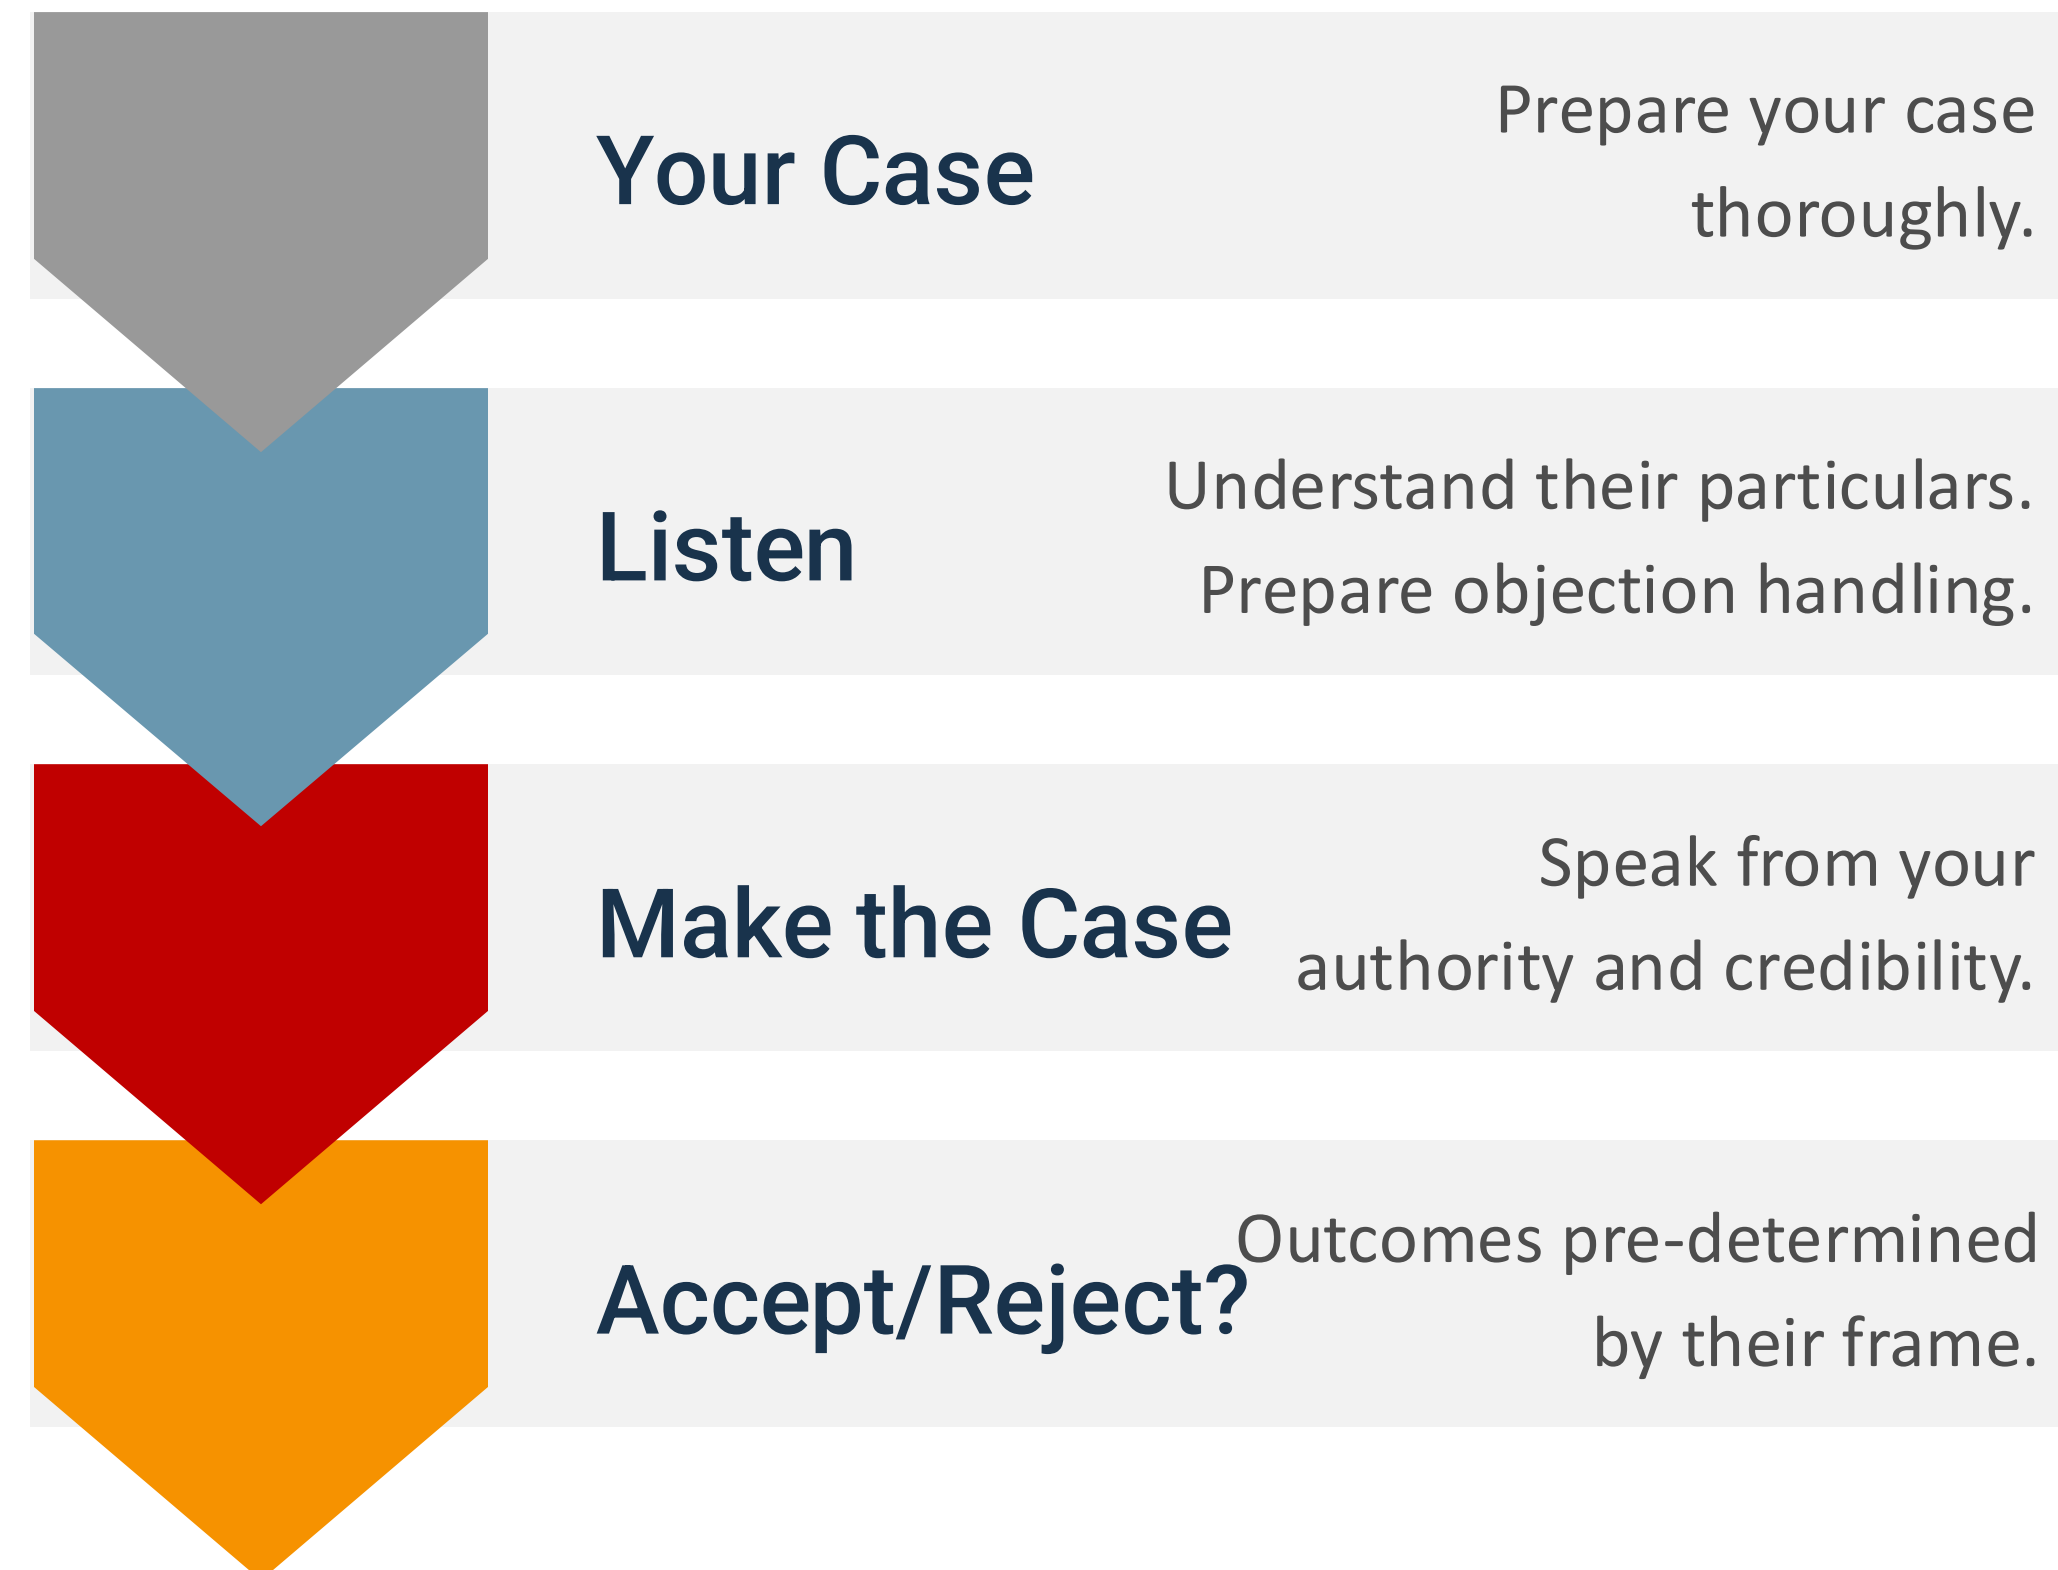 Your Case
Prepare your case
thoroughly.
Listen
Understand their particulars.
Prepare objection handling.
Make the Case
Speak from your
authority and credibility.
Accept/Reject?
Outcomes pre-determined
by their frame.